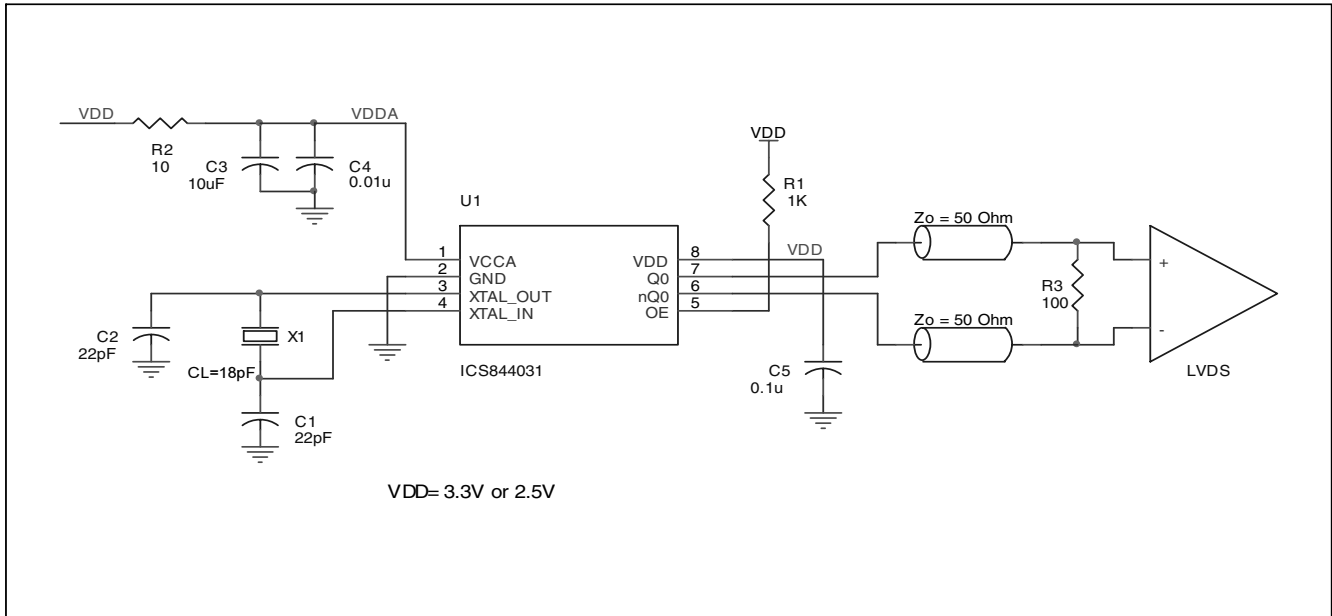 VDD
VDDA
R2
10
C3
10uF
C4
0.01u
VDD
R1
1K
U1
1
2
3
4
VCCA
GND
XTAL_OUT
XTAL_IN
VDD
Q0
nQ0
OE
8
7
6
5
VDD
ICS844031
C2
22pF
X1
CL=18pF
C1
22pF
C5
0.1u
Zo = 50 Ohm
Zo = 50 Ohm
R3
100
+
-
LVDS
VDD= 3.3V or 2.5V